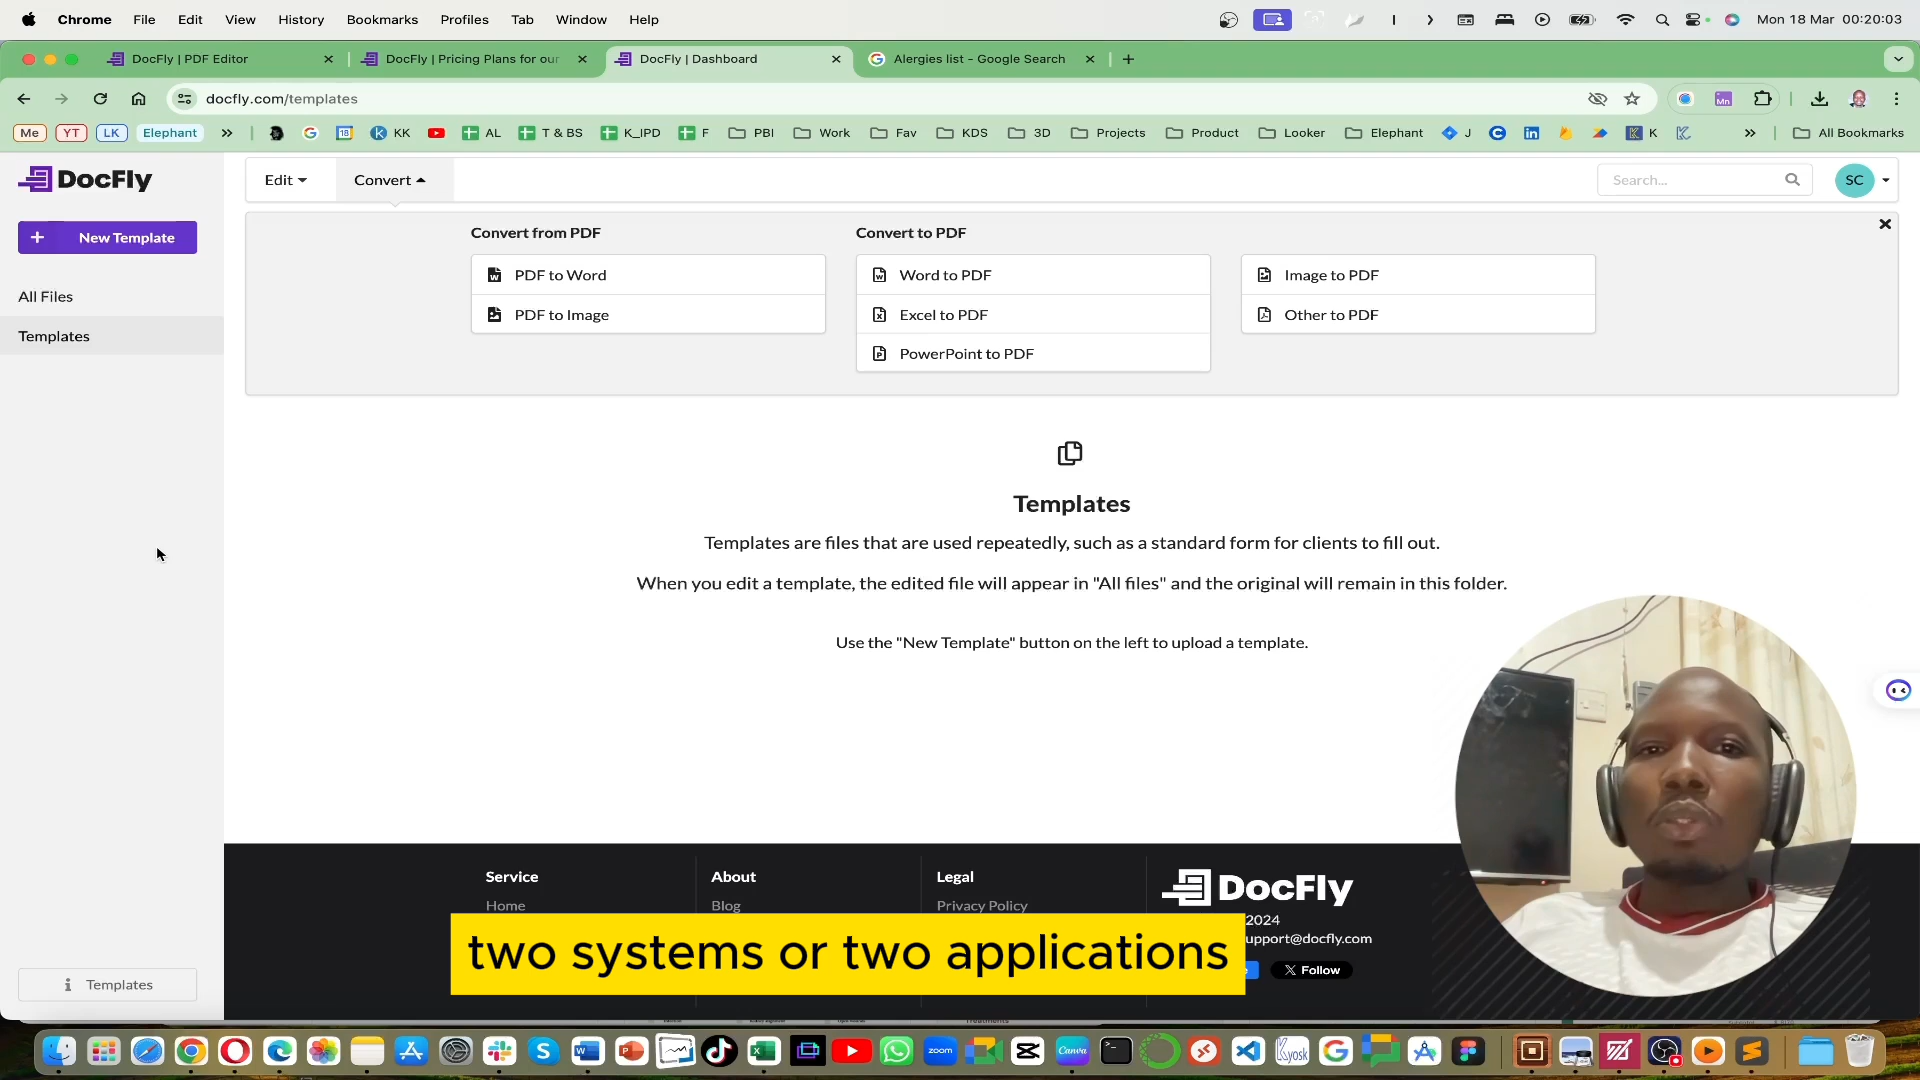 Chrome File Edit View History Bookmarks Profiles Tab Window Help Mon 18 Mar 00:20:03
DocFly | PDF Editor DocFly | Pricing Plans for our DocFly | Dashboard Alergies list - Google Search
docfly.com/templates
Me YT LK Elephant KK AL T & BS K_IPD F PBI Work Fav KDS 3D Projects Product Looker Elephant J K All Bookmarks
DocFly
Edit Convert Search... SC
New Template
Convert from PDF Convert to PDF
PDF to Word Word to PDF Image to PDF
All Files
PDF to Image Excel to PDF Other to PDF
Templates
PowerPoint to PDF
Templates
Templates are files that are used repeatedly, such as a standard form for clients to fill out.
When you edit a template, the edited file will appear in "All files" and the original will remain in this folder.
Use the "New Template" button on the left to upload a template.
Service About Legal DocFly
Home Blog Privacy Policy
2024
upport@docfly.com
two systems or two applications
Follow
Templates
zoom Canva Kyosk